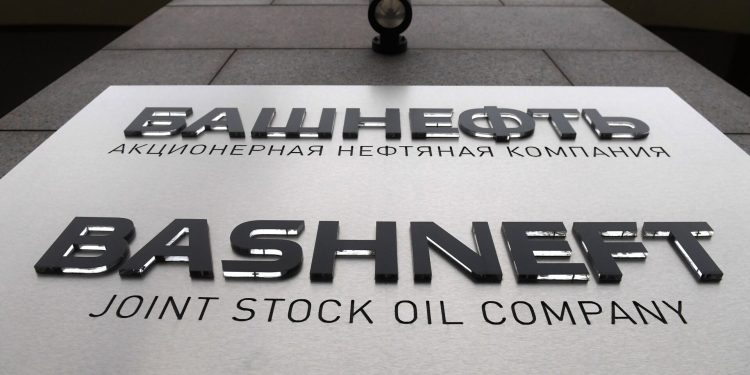 БАШНЕФТЬ
АКЦИОНЕРНАЯ НЕФТЯНАЯ КОМПАНИЯ
BASHNEFT
JOINT STOCK OIL COMPANY